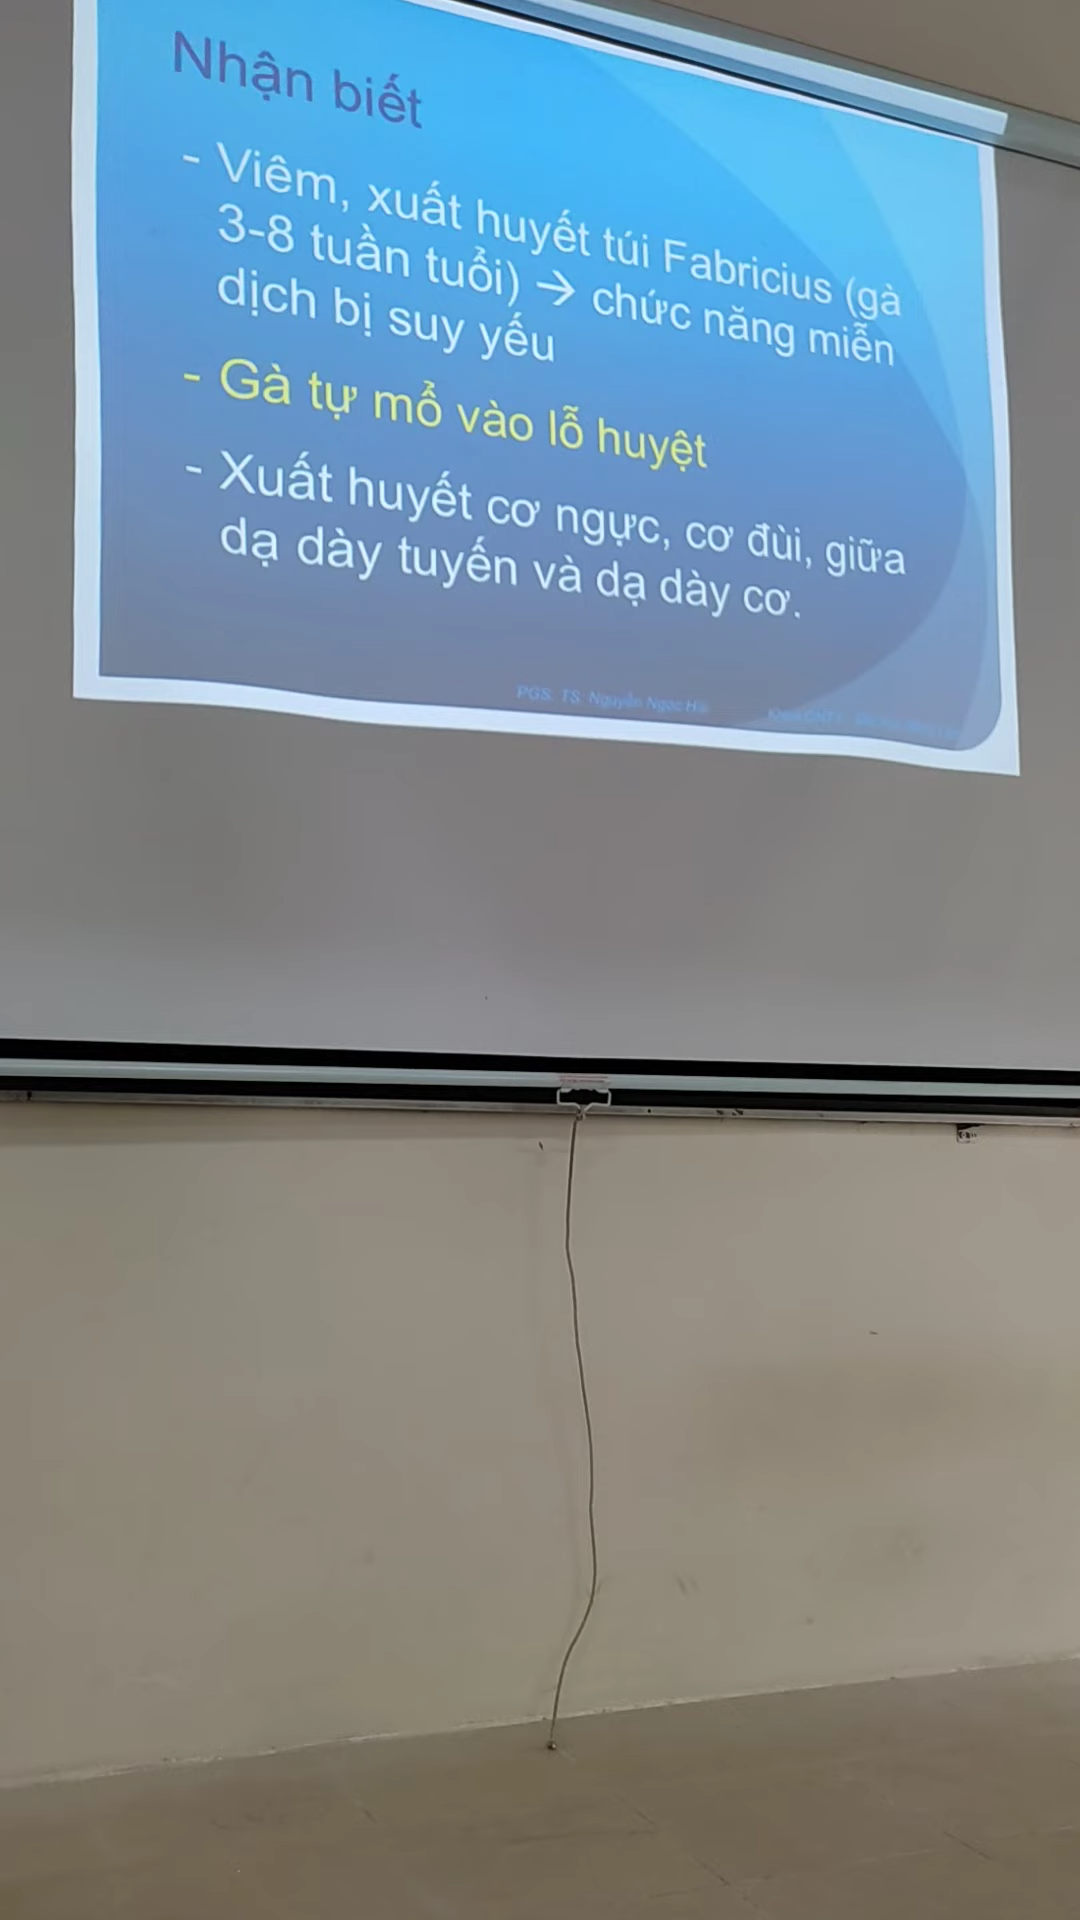 Nhận biết
- Viêm, xuất huyết túi Fabricius (gà
3-8 tuần tuổi) → chức năng miễn
dịch bị suy yếu
- Gà tự mổ vào lỗ huyệt
- Xuất huyết cơ ngực, cơ đùi, giữa
dạ dày tuyến và dạ dày cơ.
PGS. TS. Nguyễn Ngọc